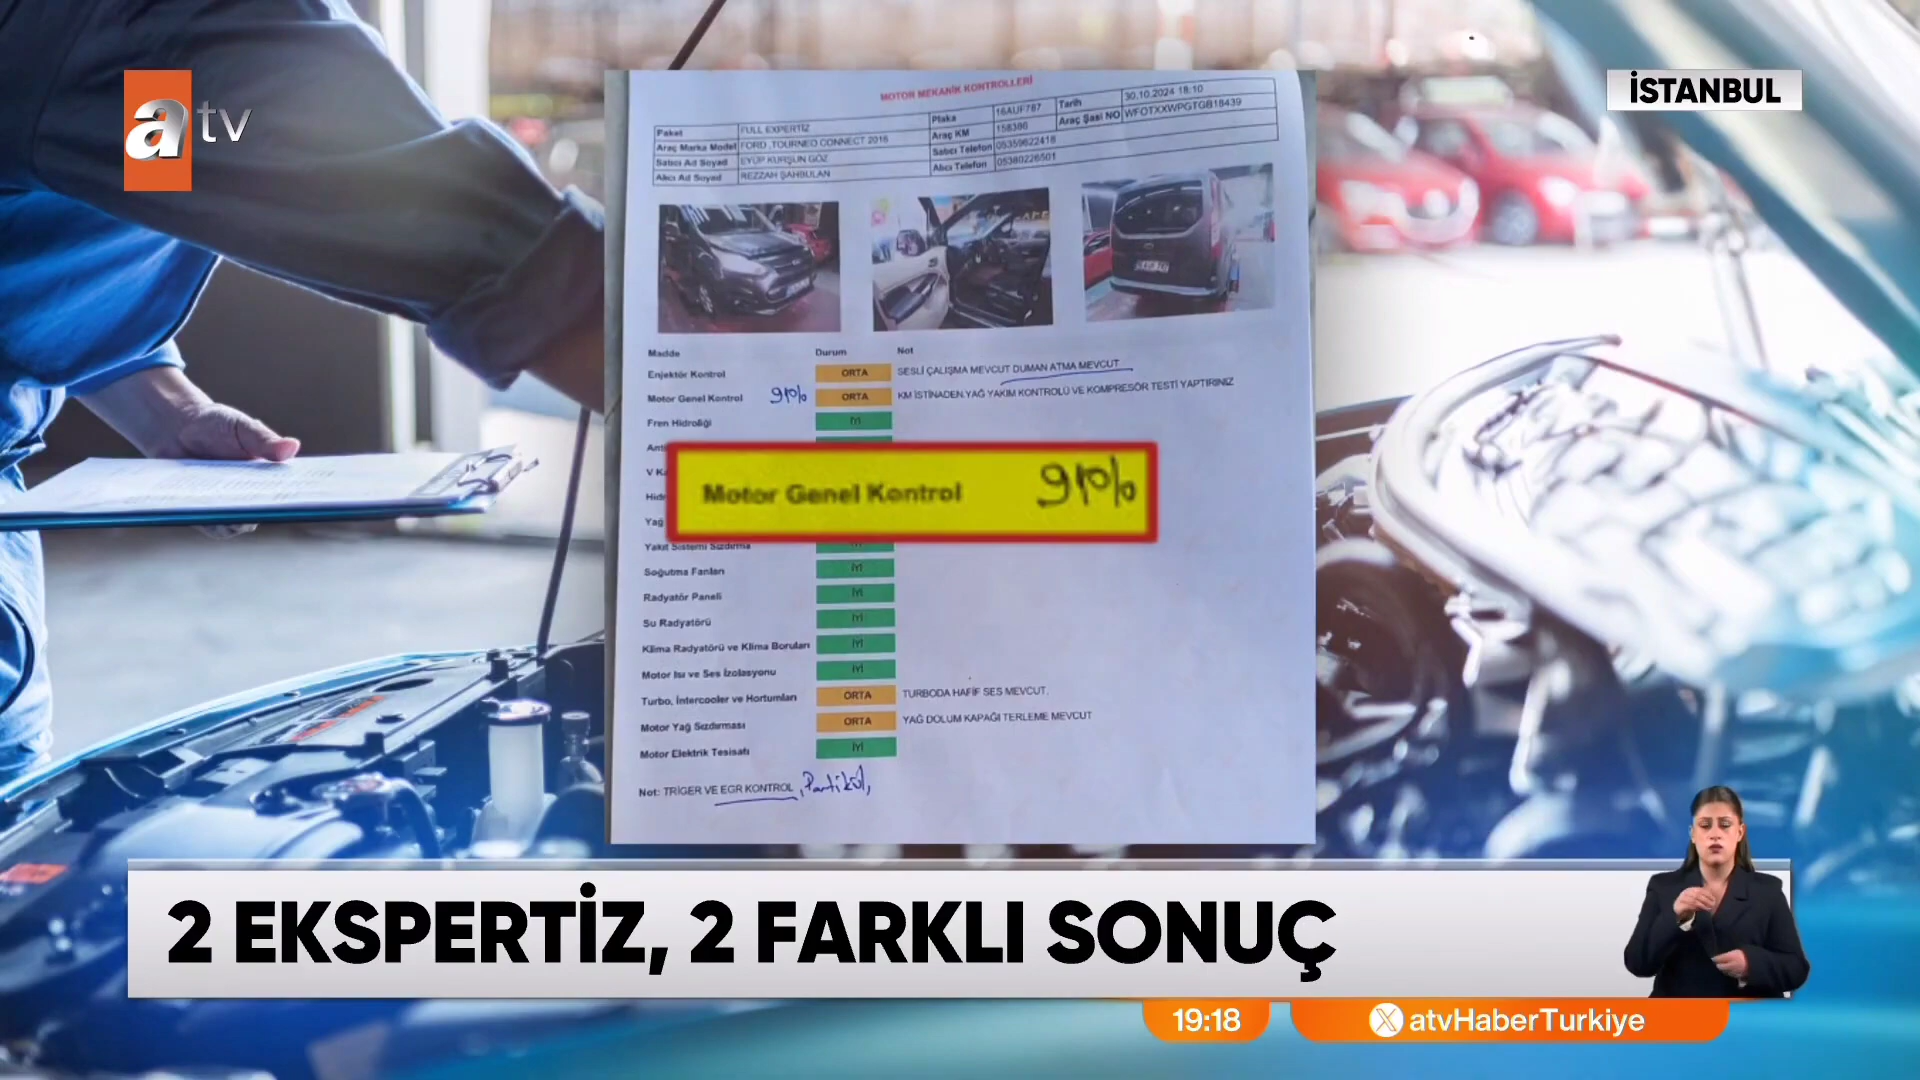 atv
İSTANBUL
MOTOR MEKANİK KONTROLLERİ
Paket FULL EXPERTİZ Plaka 16AUF787 Tarih 30.10.2024 18:10
Araç Marka Model FORD ,TOURNEO CONNECT 2016 Araç KM 158386 Araç Şasi NO WFOTXXWPGTGB18439
Satıcı Ad Soyad EYÜP KURŞUN GÖZ Satıcı Telefon 05359622418
Alıcı Ad Soyad REZZAH ŞAHBULAN Alıcı Telefon 05380226501
Madde Durum Not
Enjektör Kontrol ORTA SESLİ ÇALIŞMA MEVCUT DUMAN ATMA MEVCUT
Motor Genel Kontrol 91% ORTA KM İSTİNADEN.YAĞ YAKIM KONTROLÜ VE KOMPRESÖR TESTİ YAPTIRINIZ
Fren Hidroliği İYİ
Motor Genel Kontrol 91%
Yağ
Yakıt Sistemi Sızdırma İYİ
Soğutma Fanları İYİ
Radyatör Paneli İYİ
Su Radyatörü İYİ
Klima Radyatörü ve Klima Boruları İYİ
Motor Isı ve Ses İzolasyonu İYİ
Turbo, İntercooler ve Hortumları ORTA TURBODA HAFİF SES MEVCUT.
Motor Yağ Sızdırması ORTA YAĞ DOLUM KAPAĞI TERLEME MEVCUT
Motor Elektrik Tesisatı İYİ
Not: TRİGER VE EGR KONTROL , Partikül,
2 EKSPERTİZ, 2 FARKLI SONUÇ
19:18
atvHaberTurkiye